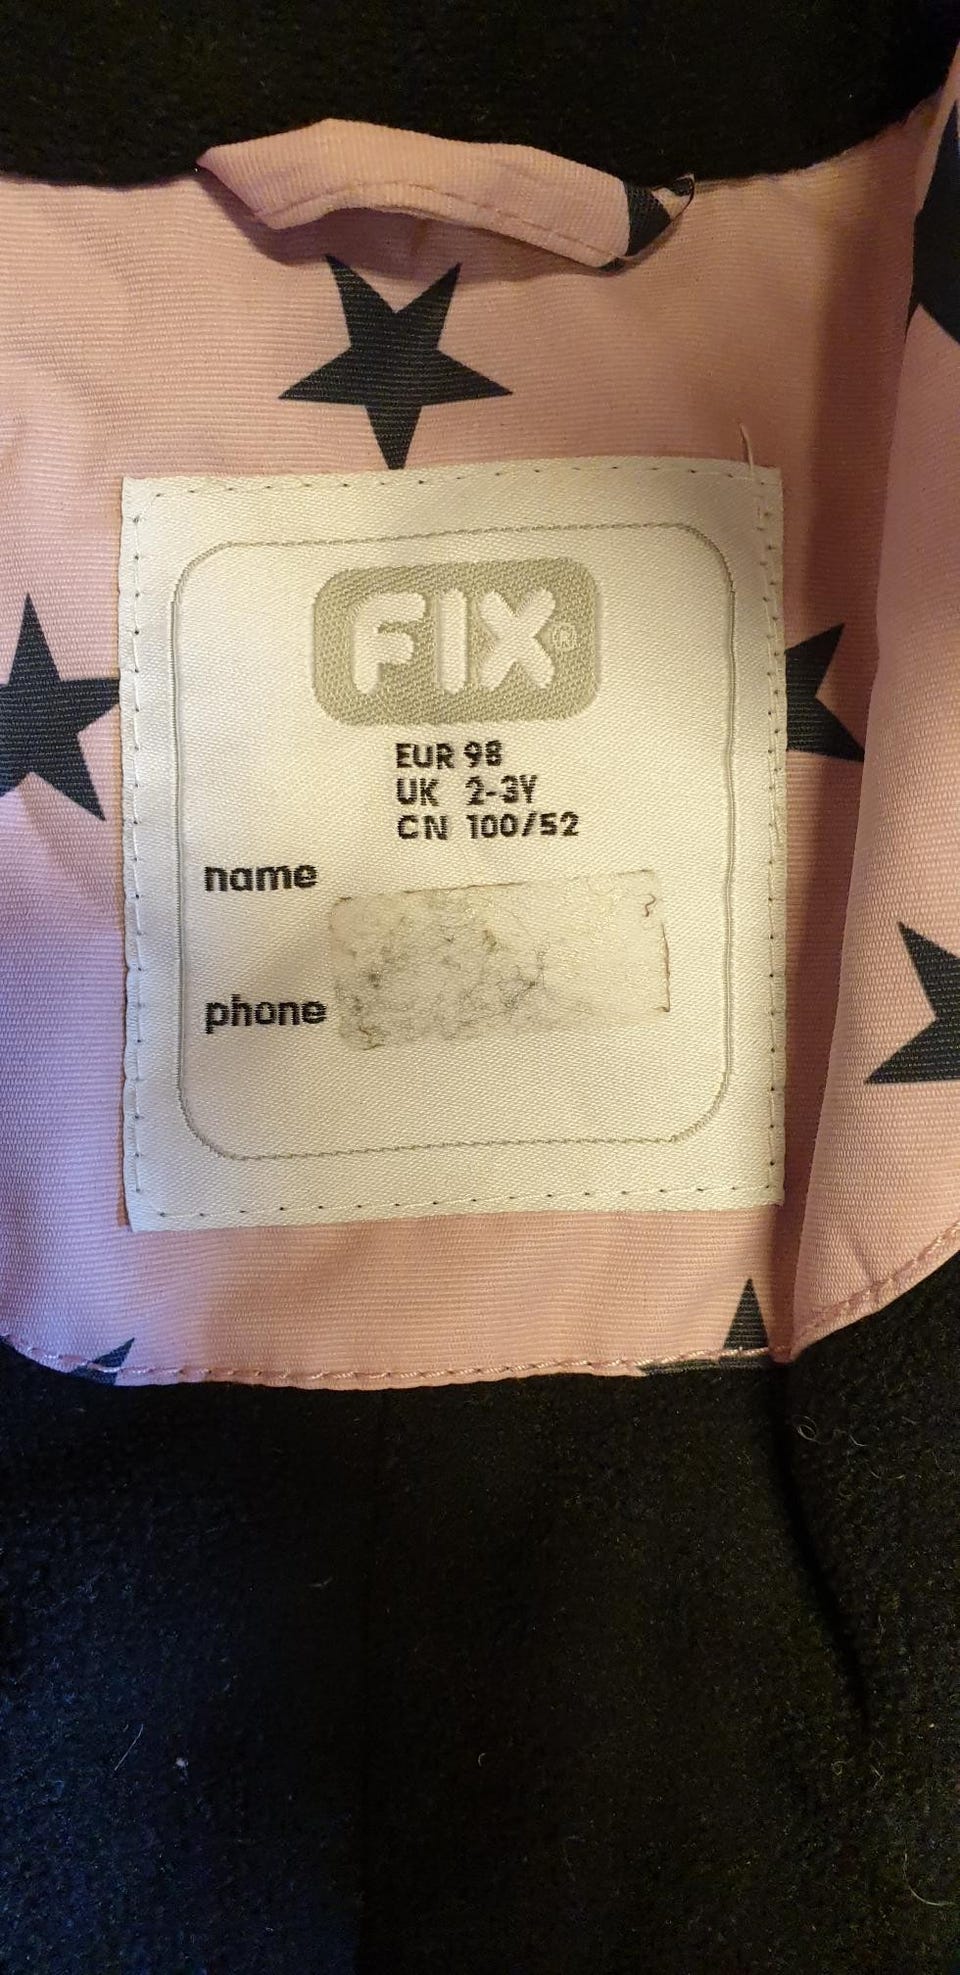 FIX®
EUR 98
UK 2-3Y
CN 100/52
name
phone